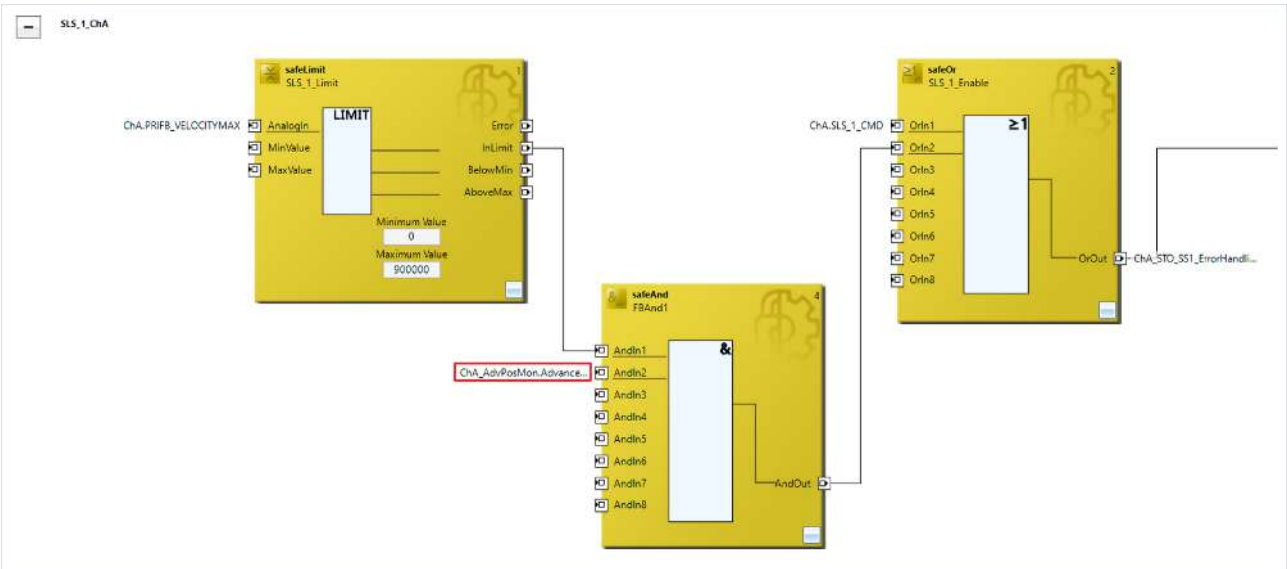 SLS_1_ChA
safeLimit 1
SLS_1_Limit
ChA.PRIFB_VELOCITYMAX
AnalogIn
LIMIT
Error
MinValue
InLimit
MaxValue
BelowMin
AboveMax
Minimum Value
0
Maximum Value
900000
≥1
safeOr 2
SLS_1_Enable
ChA.SLS_1_CMD
OrIn1
≥1
OrIn2
OrIn3
OrIn4
OrIn5
OrIn6
OrIn7
OrIn8
OrOut
ChA_STO_SS1_ErrorHandli...
&
safeAnd 4
FBAnd1
AndIn1
&
ChA_AdvPosMon.Advance...
AndIn2
AndIn3
AndIn4
AndIn5
AndIn6
AndIn7
AndIn8
AndOut